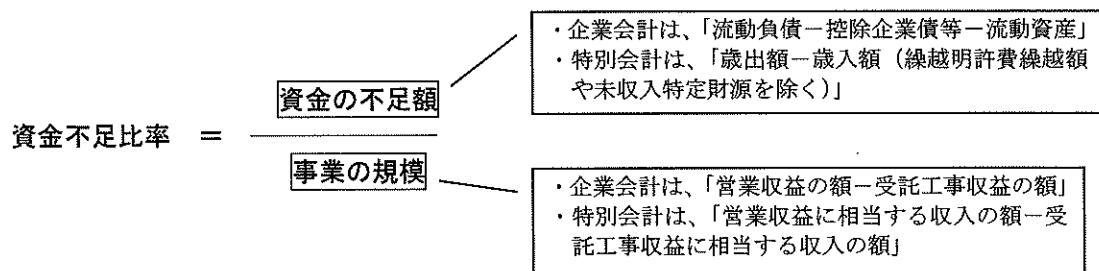 ・企業会計は、「流動負債－控除企業債等－流動資産」
・特別会計は、「歳出額－歳入額（繰越明許費繰越額
や未収入特定財源を除く）」
資金の不足額
資金不足比率 ＝
事業の規模
・企業会計は、「営業収益の額－受託工事収益の額」
・特別会計は、「営業収益に相当する収入の額－受
託工事収益に相当する収入の額」